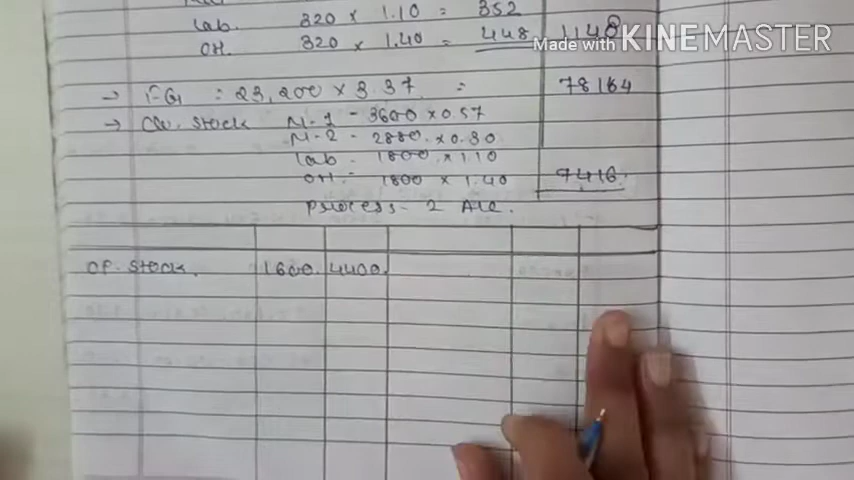 Lab. 320 x 1.10 = 352
OH. 320 x 1.40 = 448 1148
Made with KINEMASTER
→ FG = 23,200 x 3.37 = 78164
→ Cl. Stock M-1 - 3600 x 0.57
M-2 - 2880 x 0.30
Lab - 1800 x 1.10
OH - 1800 x 1.40 7416
Process - 2 A/c.
OP. Stock. 1600. 4400.